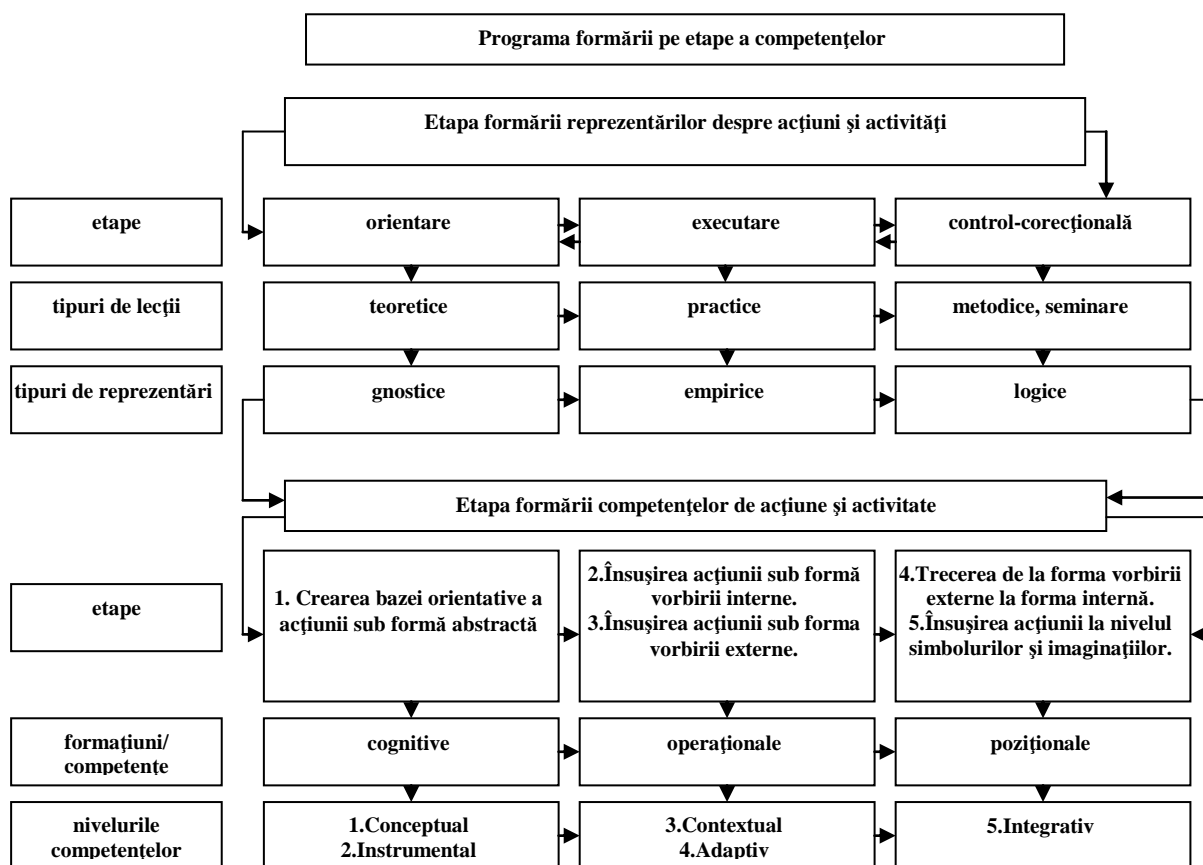 Programa formării pe etape a competenţelor
Etapa formării reprezentărilor despre acţiuni şi activităţi
etape
orientare
executare
control-corecţională
tipuri de lecţii
teoretice
practice
metodice, seminare
tipuri de reprezentări
gnostice
empirice
logice
Etapa formării competenţelor de acţiune şi activitate
etape
1. Crearea bazei orientative a
acţiunii sub formă abstractă
2.Însuşirea acţiunii sub formă
vorbirii interne.
3.Însuşirea acţiunii sub forma
vorbirii externe.
4.Trecerea de la forma vorbirii
externe la forma internă.
5.Însuşirea acţiunii la nivelul
simbolurilor şi imaginaţiilor.
formaţiuni/
competenţe
cognitive
operaţionale
poziţionale
nivelurile
competenţelor
1.Conceptual
2.Instrumental
3.Contextual
4.Adaptiv
5.Integrativ